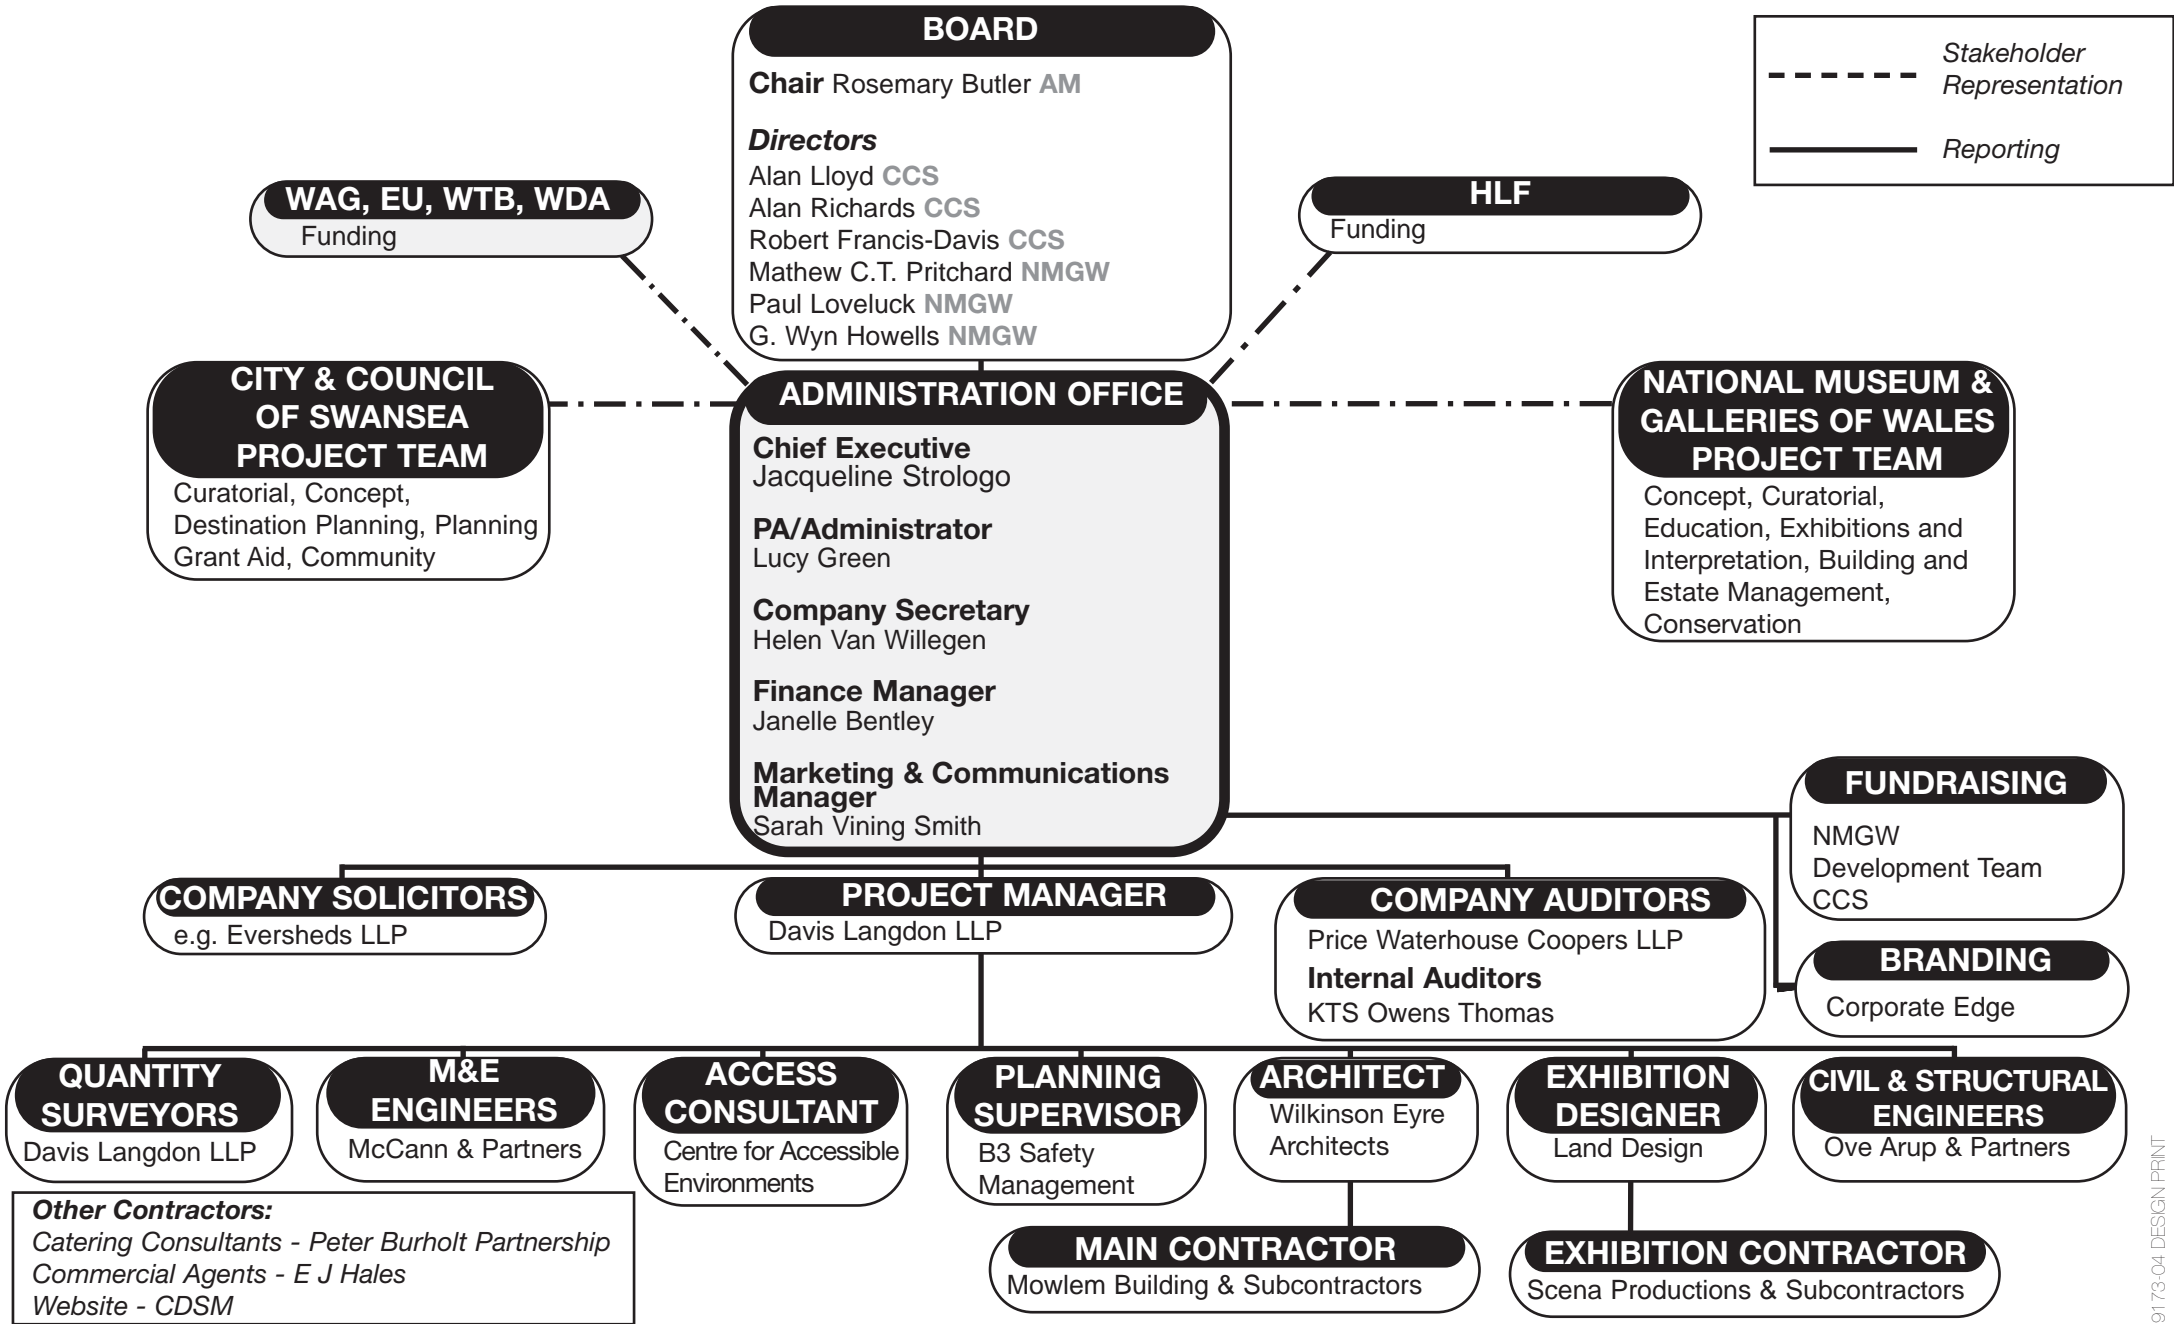 BOARD
Chair Rosemary Butler AM
Directors
Alan Lloyd CCS
Alan Richards CCS
Robert Francis-Davis CCS
Mathew C.T. Pritchard NMGW
Paul Loveluck NMGW
G. Wyn Howells NMGW
Stakeholder
Representation
Reporting
WAG, EU, WTB, WDA
Funding
HLF
Funding
CITY & COUNCIL
OF SWANSEA
PROJECT TEAM
Curatorial, Concept,
Destination Planning, Planning
Grant Aid, Community
ADMINISTRATION OFFICE
Chief Executive
Jacqueline Strologo
PA/Administrator
Lucy Green
Company Secretary
Helen Van Willegen
Finance Manager
Janelle Bentley
Marketing & Communications
Manager
Sarah Vining Smith
NATIONAL MUSEUM &
GALLERIES OF WALES
PROJECT TEAM
Concept, Curatorial,
Education, Exhibitions and
Interpretation, Building and
Estate Management,
Conservation
FUNDRAISING
NMGW
Development Team
CCS
BRANDING
Corporate Edge
COMPANY SOLICITORS
e.g. Eversheds LLP
PROJECT MANAGER
Davis Langdon LLP
COMPANY AUDITORS
Price Waterhouse Coopers LLP
Internal Auditors
KTS Owens Thomas
QUANTITY
SURVEYORS
Davis Langdon LLP
M&E
ENGINEERS
McCann & Partners
ACCESS
CONSULTANT
Centre for Accessible
Environments
PLANNING
SUPERVISOR
B3 Safety
Management
ARCHITECT
Wilkinson Eyre
Architects
EXHIBITION
DESIGNER
Land Design
CIVIL & STRUCTURAL
ENGINEERS
Ove Arup & Partners
MAIN CONTRACTOR
Mowlem Building & Subcontractors
EXHIBITION CONTRACTOR
Scena Productions & Subcontractors
Other Contractors:
Catering Consultants - Peter Burholt Partnership
Commercial Agents - E J Hales
Website - CDSM
9173-04 DESIGN PRINT